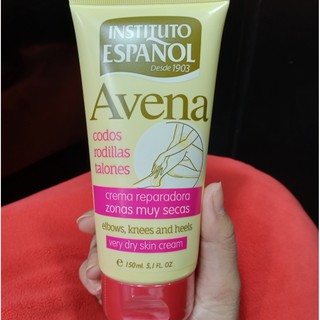 INSTITUTO
ESPAÑOL
Desde 1903
Avena
codos
rodillas
talones
crema reparadora
zonas muy secas
elbows, knees and heels
very dry skin cream
e 150 ml. 5,1 FL. OZ